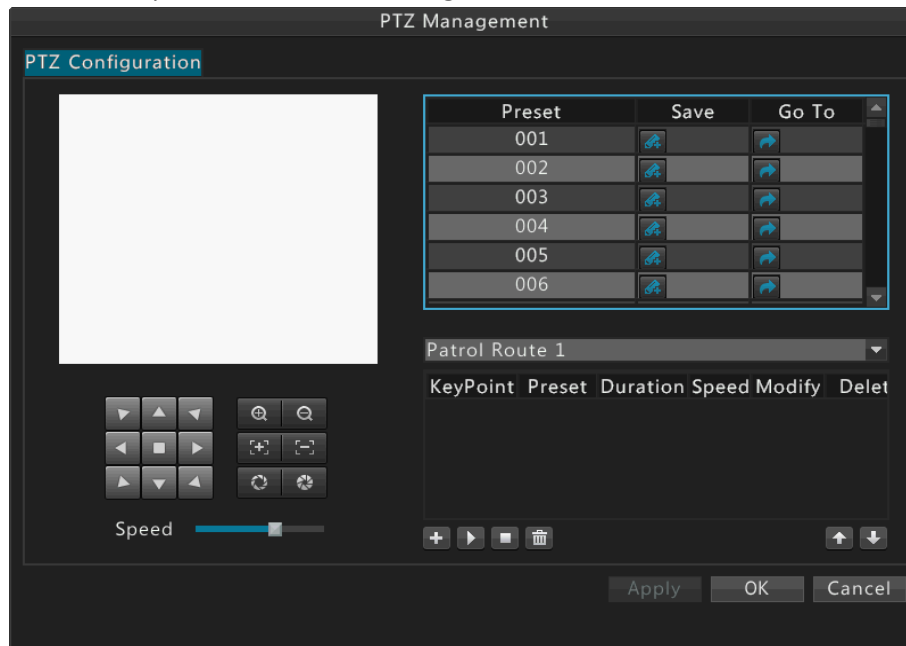 PTZ Management
PTZ Configuration
Preset Save Go To
001
002
003
004
005
006
Patrol Route 1
KeyPoint Preset Duration Speed Modify Delet
Speed
Apply OK Cancel